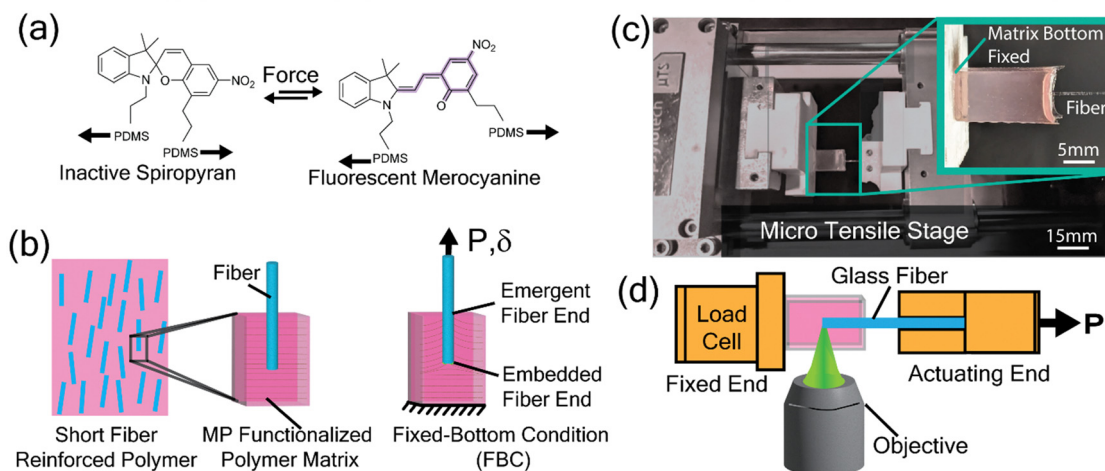 (a)
NO₂
N
O
PDMS
PDMS
Inactive Spiropyran
Force
NO₂
N
O
PDMS
PDMS
Fluorescent Merocyanine
(b)
Fiber
P,δ
Emergent
Fiber End
Embedded
Fiber End
Short Fiber
Reinforced Polymer
MP Functionalized
Polymer Matrix
Fixed-Bottom Condition
(FBC)
(c)
μTS
Matrix Bottom
Fixed
Fiber
5mm
Micro Tensile Stage
15mm
(d)
Glass Fiber
Load
Cell
P
Fixed End
Actuating End
Objective